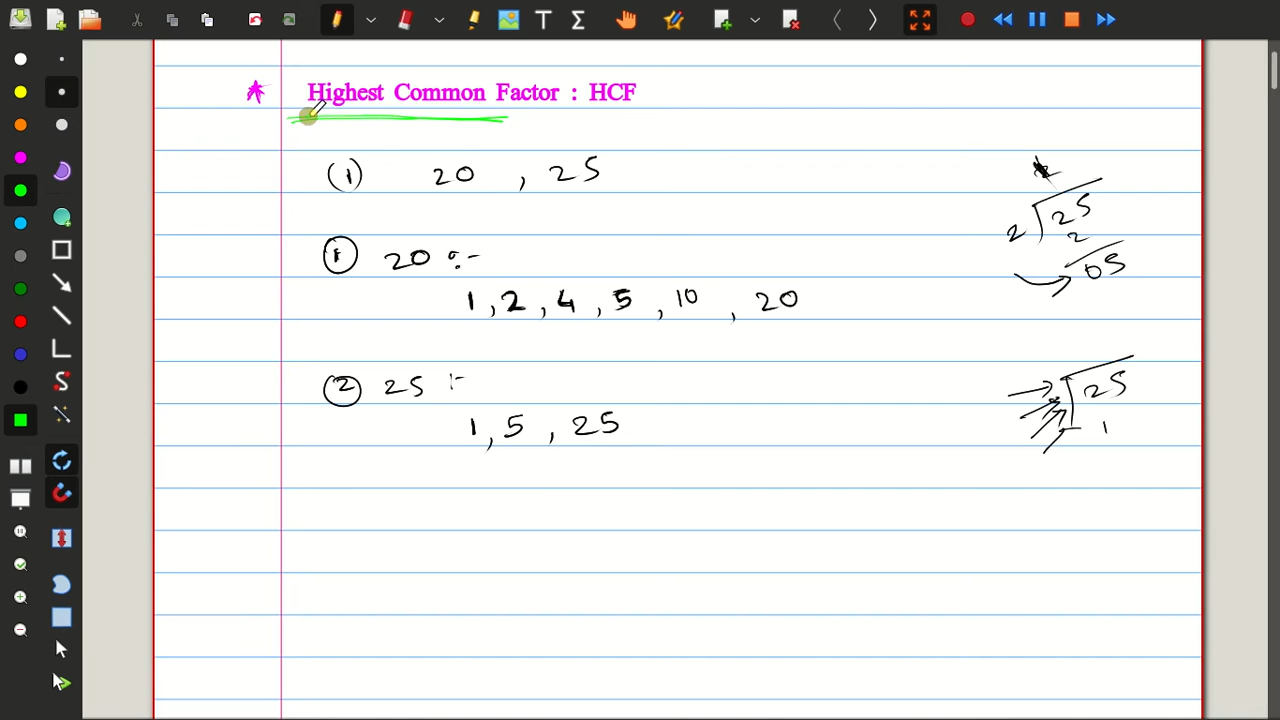 Highest Common Factor : HCF
(1) 20 , 25
① 20 :-
1 , 2 , 4 , 5 , 10 , 20
② 25 :-
1 , 5 , 25
2 25
2
05
25
1